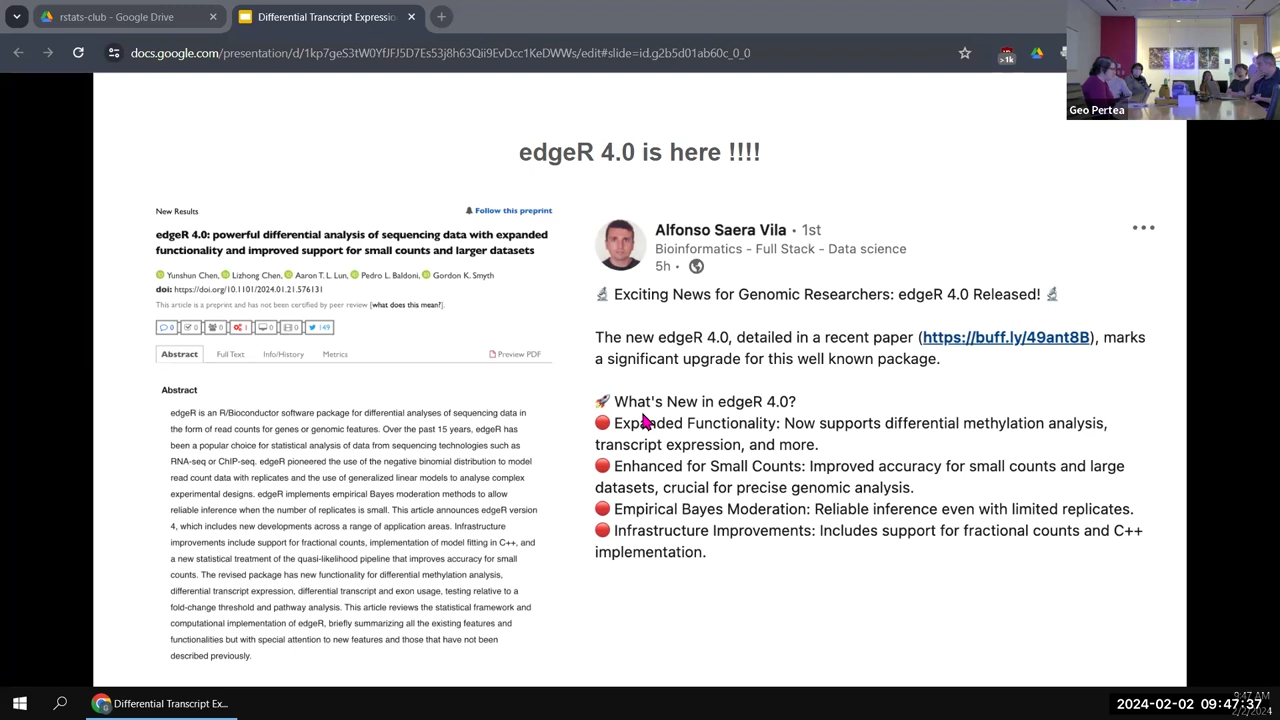 rstats-club - Google Drive
Differential Transcript Expressio
docs.google.com/presentation/d/1kp7geS3tW0YfJFJ5D7Es53j8h63Qii9EvDcc1KeDWWs/edit#slide=id.g2b5d01ab60c_0_0
>1k
Geo Pertea
edgeR 4.0 is here !!!!
New Results
Follow this preprint
edgeR 4.0: powerful differential analysis of sequencing data with expanded
functionality and improved support for small counts and larger datasets
Yunshun Chen, Lizhong Chen, Aaron T. L. Lun, Pedro L. Baldoni, Gordon K. Smyth
doi: https://doi.org/10.1101/2024.01.21.576131
This article is a preprint and has not been certified by peer review [what does this mean?].
0 0 0 1 0 0 149
Abstract Full Text Info/History Metrics Preview PDF
Abstract
edgeR is an R/Bioconductor software package for differential analyses of sequencing data in
the form of read counts for genes or genomic features. Over the past 15 years, edgeR has
been a popular choice for statistical analysis of data from sequencing technologies such as
RNA-seq or ChIP-seq. edgeR pioneered the use of the negative binomial distribution to model
read count data with replicates and the use of generalized linear models to analyse complex
experimental designs. edgeR implements empirical Bayes moderation methods to allow
reliable inference when the number of replicates is small. This article announces edgeR version
4, which includes new developments across a range of application areas. Infrastructure
improvements include support for fractional counts, implementation of model fitting in C++, and
a new statistical treatment of the quasi-likelihood pipeline that improves accuracy for small
counts. The revised package has new functionality for differential methylation analysis,
differential transcript expression, differential transcript and exon usage, testing relative to a
fold-change threshold and pathway analysis. This article reviews the statistical framework and
computational implementation of edgeR, briefly summarizing all the existing features and
functionalities but with special attention to new features and those that have not been
described previously.
Alfonso Saera Vila • 1st
Bioinformatics - Full Stack - Data science
5h •
🔬 Exciting News for Genomic Researchers: edgeR 4.0 Released! 🔬
The new edgeR 4.0, detailed in a recent paper (https://buff.ly/49ant8B), marks
a significant upgrade for this well known package.
🚀 What's New in edgeR 4.0?
🔴 Expanded Functionality: Now supports differential methylation analysis,
transcript expression, and more.
🔴 Enhanced for Small Counts: Improved accuracy for small counts and large
datasets, crucial for precise genomic analysis.
🔴 Empirical Bayes Moderation: Reliable inference even with limited replicates.
🔴 Infrastructure Improvements: Includes support for fractional counts and C++
implementation.
Differential Transcript Ex...
9:47 AM
2024-02-02 09:47:37
2/2/2024